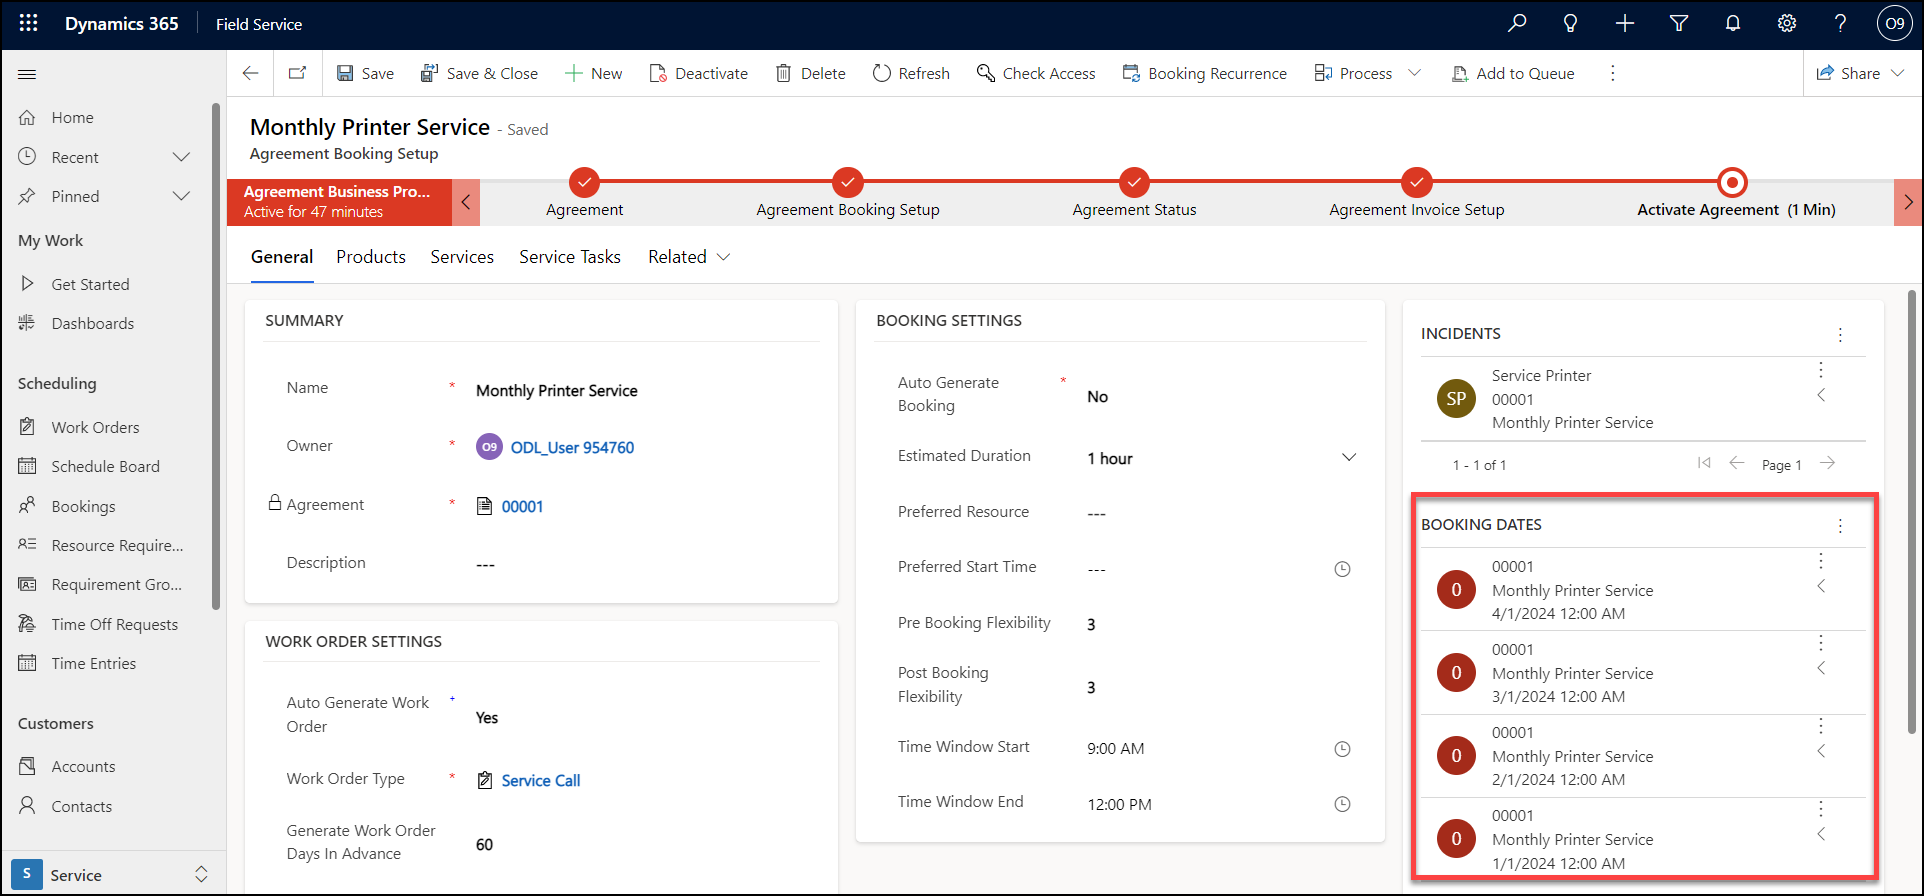 Dynamics 365
Field Service
O9
Save
Save & Close
New
Deactivate
Delete
Refresh
Check Access
Booking Recurrence
Process
Add to Queue
Share
Home
Recent
Pinned
My Work
Get Started
Dashboards
Scheduling
Work Orders
Schedule Board
Bookings
Resource Require...
Requirement Gro...
Time Off Requests
Time Entries
Customers
Accounts
Contacts
S
Service
Monthly Printer Service - Saved
Agreement Booking Setup
Agreement Business Pro...
Active for 47 minutes
Agreement
Agreement Booking Setup
Agreement Status
Agreement Invoice Setup
Activate Agreement (1 Min)
General
Products
Services
Service Tasks
Related
SUMMARY
Name * Monthly Printer Service
Owner * O9 ODL_User 954760
Agreement * 00001
Description ---
WORK ORDER SETTINGS
Auto Generate Work +
Order
Yes
Work Order Type * Service Call
Generate Work Order
Days In Advance
60
BOOKING SETTINGS
Auto Generate *
Booking
No
Estimated Duration 1 hour
Preferred Resource ---
Preferred Start Time ---
Pre Booking Flexibility 3
Post Booking
Flexibility
3
Time Window Start 9:00 AM
Time Window End 12:00 PM
INCIDENTS
SP
Service Printer
00001
Monthly Printer Service
1 - 1 of 1
Page 1
BOOKING DATES
0
00001
Monthly Printer Service
4/1/2024 12:00 AM
0
00001
Monthly Printer Service
3/1/2024 12:00 AM
0
00001
Monthly Printer Service
2/1/2024 12:00 AM
0
00001
Monthly Printer Service
1/1/2024 12:00 AM